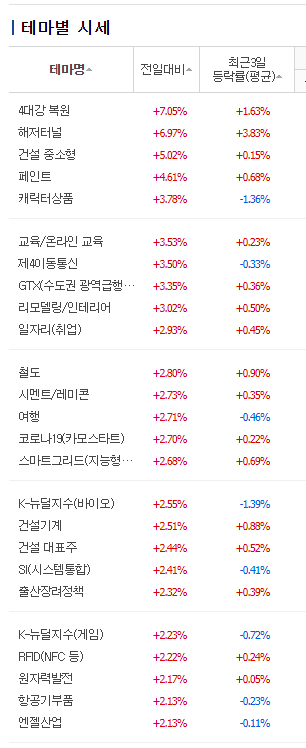 테마별 시세
테마명 전일대비 최근3일
등락률(평균)
4대강 복원 +7.05% +1.63%
해저터널 +6.97% +3.83%
건설 중소형 +5.02% +0.15%
페인트 +4.61% +0.68%
캐릭터상품 +3.78% -1.36%
교육/온라인 교육 +3.53% +0.23%
제4이동통신 +3.50% -0.33%
GTX(수도권 광역급행… +3.35% +0.36%
리모델링/인테리어 +3.02% +0.50%
일자리(취업) +2.93% +0.45%
철도 +2.80% +0.90%
시멘트/레미콘 +2.73% +0.35%
여행 +2.71% -0.46%
코로나19(카모스타트) +2.70% +0.22%
스마트그리드(지능형… +2.68% +0.69%
K-뉴딜지수(바이오) +2.55% -1.39%
건설기계 +2.51% +0.88%
건설 대표주 +2.44% +0.52%
SI(시스템통합) +2.41% -0.41%
출산장려정책 +2.32% +0.39%
K-뉴딜지수(게임) +2.23% -0.72%
RFID(NFC 등) +2.22% +0.24%
원자력발전 +2.17% +0.05%
항공기부품 +2.13% -0.23%
엔젤산업 +2.13% -0.11%